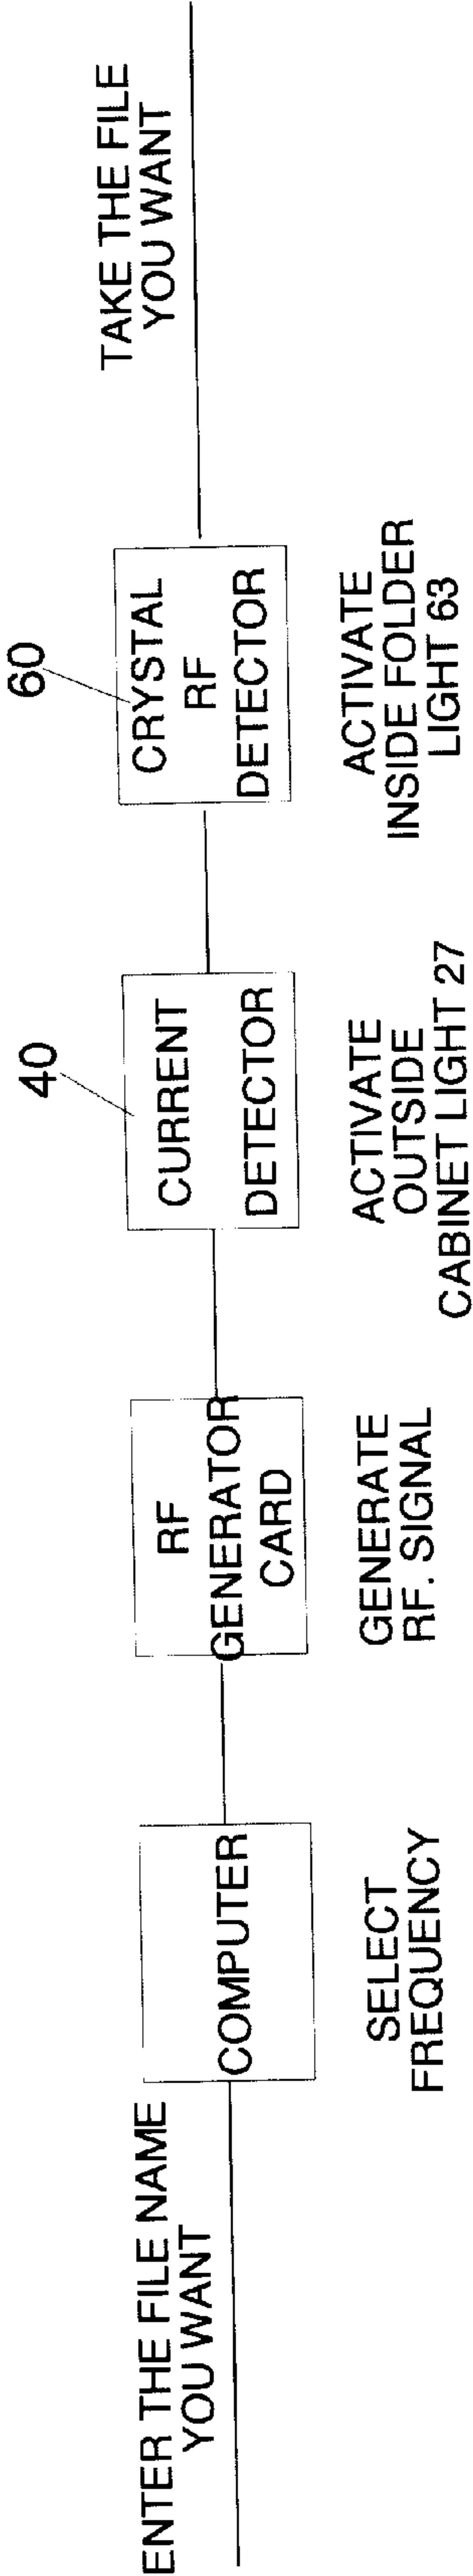 ENTER THE FILE NAME
YOU WANT
COMPUTER
SELECT
FREQUENCY
RF
GENERATOR
CARD
GENERATE
RF. SIGNAL
40
CURRENT
DETECTOR
ACTIVATE
OUTSIDE
CABINET LIGHT 27
60
CRYSTAL
RF
DETECTOR
ACTIVATE
INSIDE FOLDER
LIGHT 63
TAKE THE FILE
YOU WANT